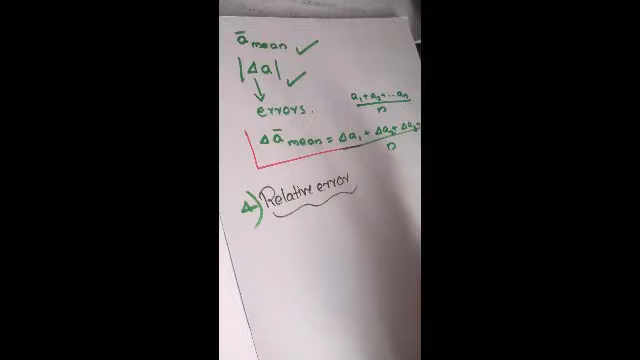 ā mean ✓
|Δa| ✓
↓
errors.
a₁ + a₂ + ... aₙ / n
Δā mean = Δa₁ + Δa₂ + Δa₃ + / n
4) Relative error